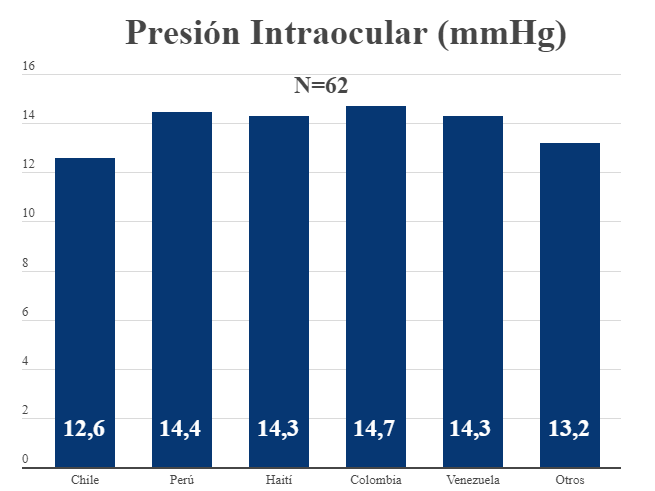 Presión Intraocular (mmHg)
N=62
16
14
12
10
8
6
4
2
0
12,6 14,4 14,3 14,7 14,3 13,2
Chile Perú Haití Colombia Venezuela Otros